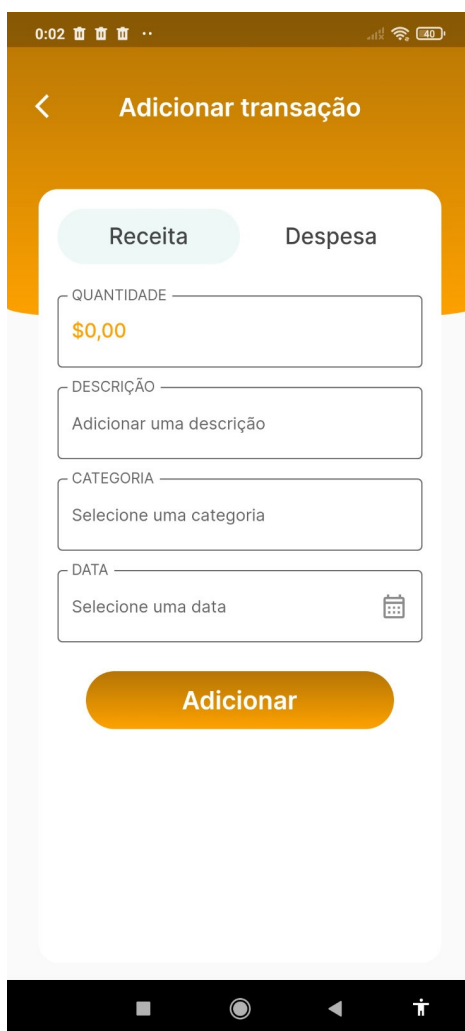 0:02
40
Adicionar transação
Receita Despesa
QUANTIDADE
$0,00
DESCRIÇÃO
Adicionar uma descrição
CATEGORIA
Selecione uma categoria
DATA
Selecione uma data
Adicionar